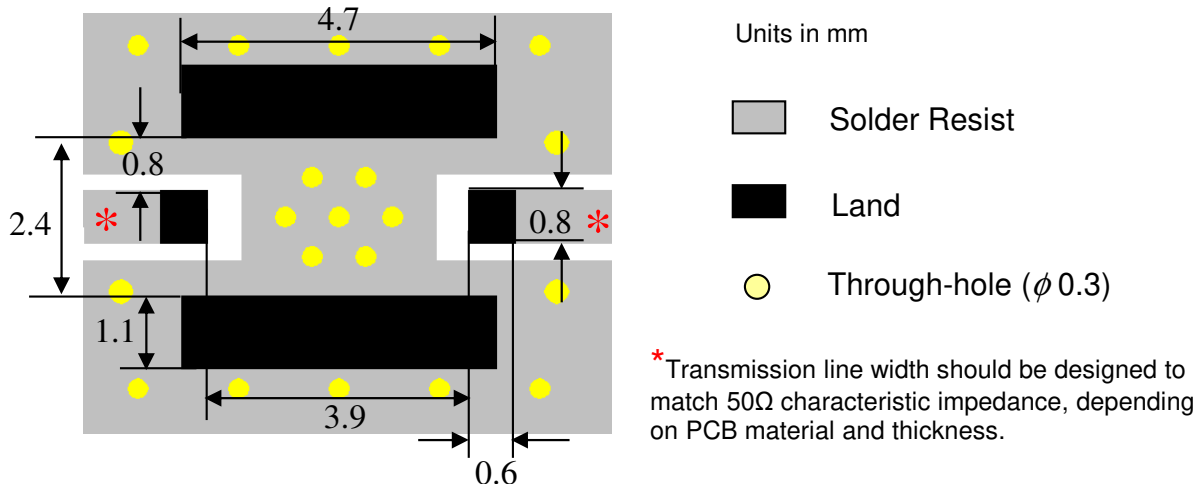 4.7
Units in mm
0.8
Solder Resist
2.4
*
0.8
*
Land
1.1
Through-hole (ϕ 0.3)
3.9
0.6
*Transmission line width should be designed to
match 50Ω characteristic impedance, depending
on PCB material and thickness.